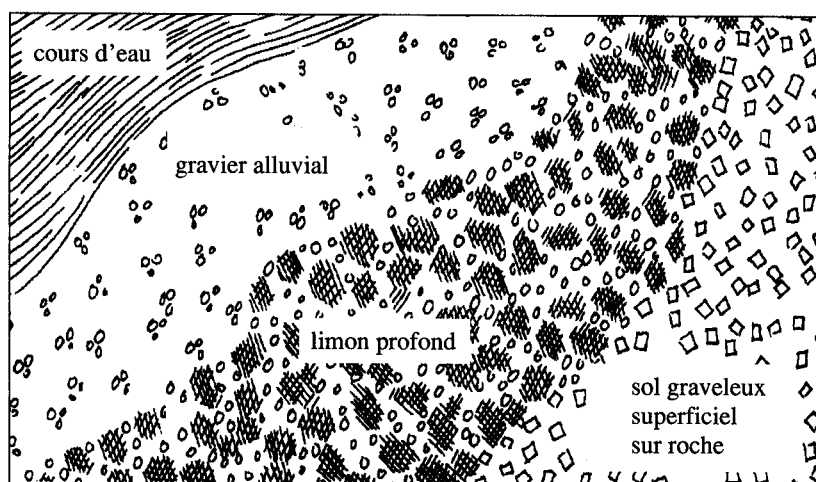 cours d'eau
gravier alluvial
limon profond
sol graveleux
superficiel
sur roche